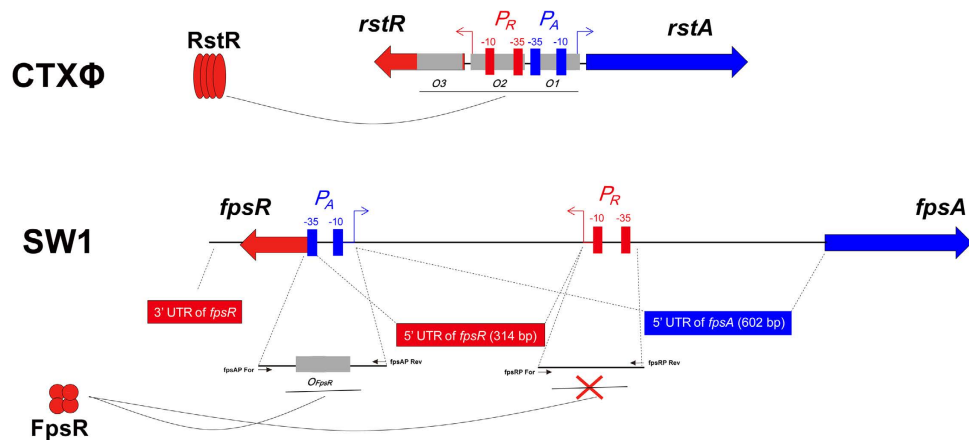 rstR
P_R
P_A
rstA
RstR
-10
-35
-35
-10
CTXΦ
O3
O2
O1
fpsR
P_A
P_R
fpsA
-35
-10
-10
-35
SW1
3’ UTR of fpsR
5’ UTR of fpsR (314 bp)
5’ UTR of fpsA (602 bp)
fpsAP For
fpsAP Rev
fpsRP For
fpsRP Rev
OFpsR
FpsR